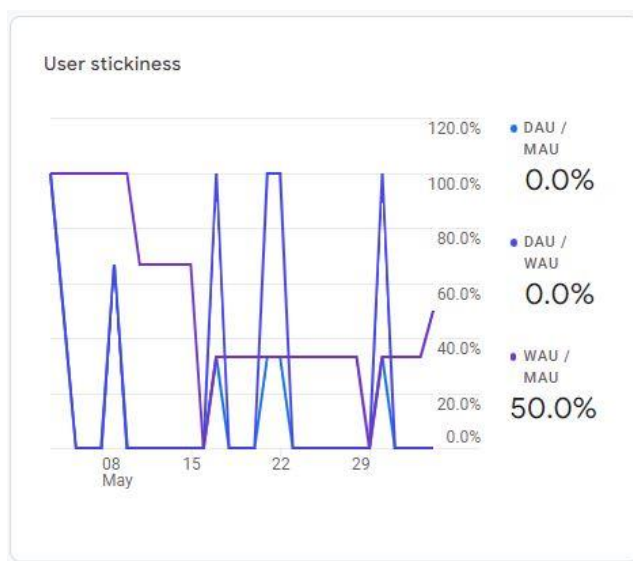 User stickiness
120.0%
100.0%
80.0%
60.0%
40.0%
20.0%
0.0%
08
May
15
22
29
DAU /
MAU
0.0%
DAU /
WAU
0.0%
WAU /
MAU
50.0%